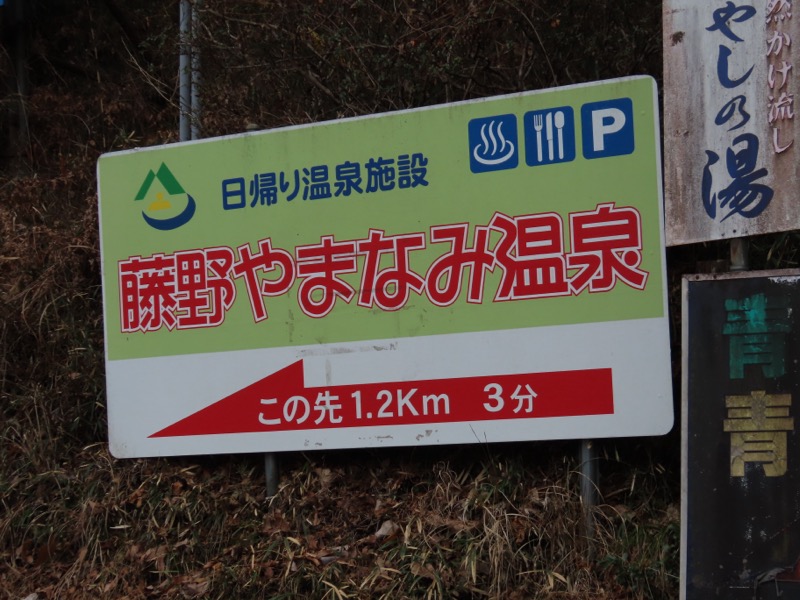 P
日帰り温泉施設
藤野やまなみ温泉
この先1.2Km 3分
かけ流し
やしの湯
青
青